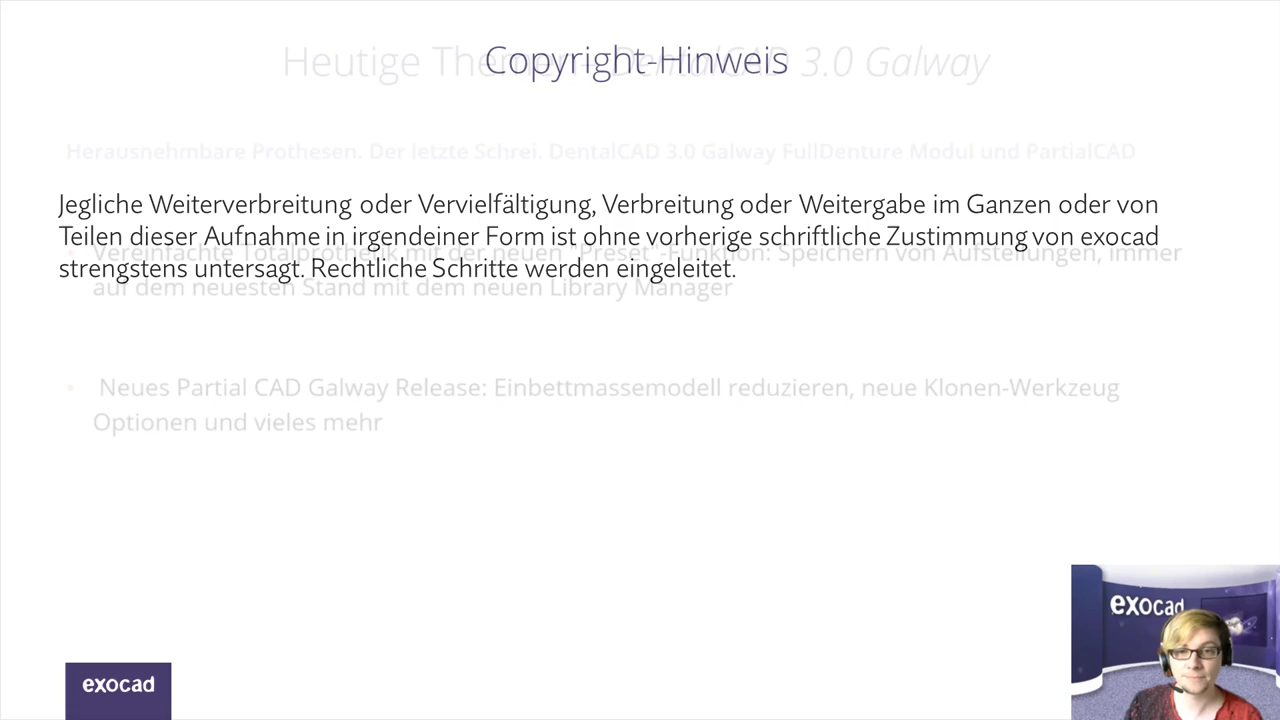 Copyright-Hinweis
Heutige Themen DentalCAD 3.0 Galway
Herausnehmbare Prothesen. Der letzte Schrei. DentalCAD 3.0 Galway FullDenture Modul und PartialCAD
Jegliche Weiterverbreitung oder Vervielfältigung, Verbreitung oder Weitergabe im Ganzen oder von
Teilen dieser Aufnahme in irgendeiner Form ist ohne vorherige schriftliche Zustimmung von exocad
strengstens untersagt. Rechtliche Schritte werden eingeleitet.
• Vereinfachte Totalprothetik mit der neuen "Preset"-Funktion: Speichern von Aufstellungen, immer
auf dem neuesten Stand mit dem neuen Library Manager
• Neues Partial CAD Galway Release: Einbettmassemodell reduzieren, neue Klonen-Werkzeug
Optionen und vieles mehr
exocad
exocad